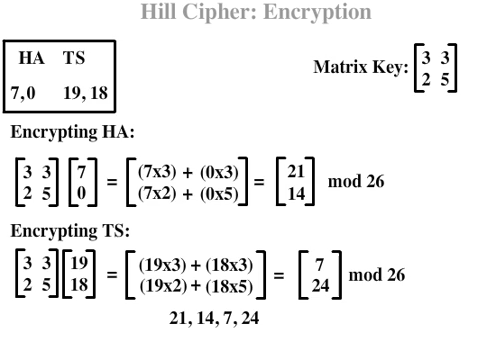 Hill Cipher: Encryption
HA TS
7,0 19, 18
Matrix Key: [3 3
2 5]
Encrypting HA:
[3 3 [7 = [(7x3) + (0x3) = [21 mod 26
2 5] 0] (7x2) + (0x5)] 14]
Encrypting TS:
[3 3 [19 = [(19x3) + (18x3) = [7 mod 26
2 5] 18] (19x2) + (18x5)] 24]
21, 14, 7, 24